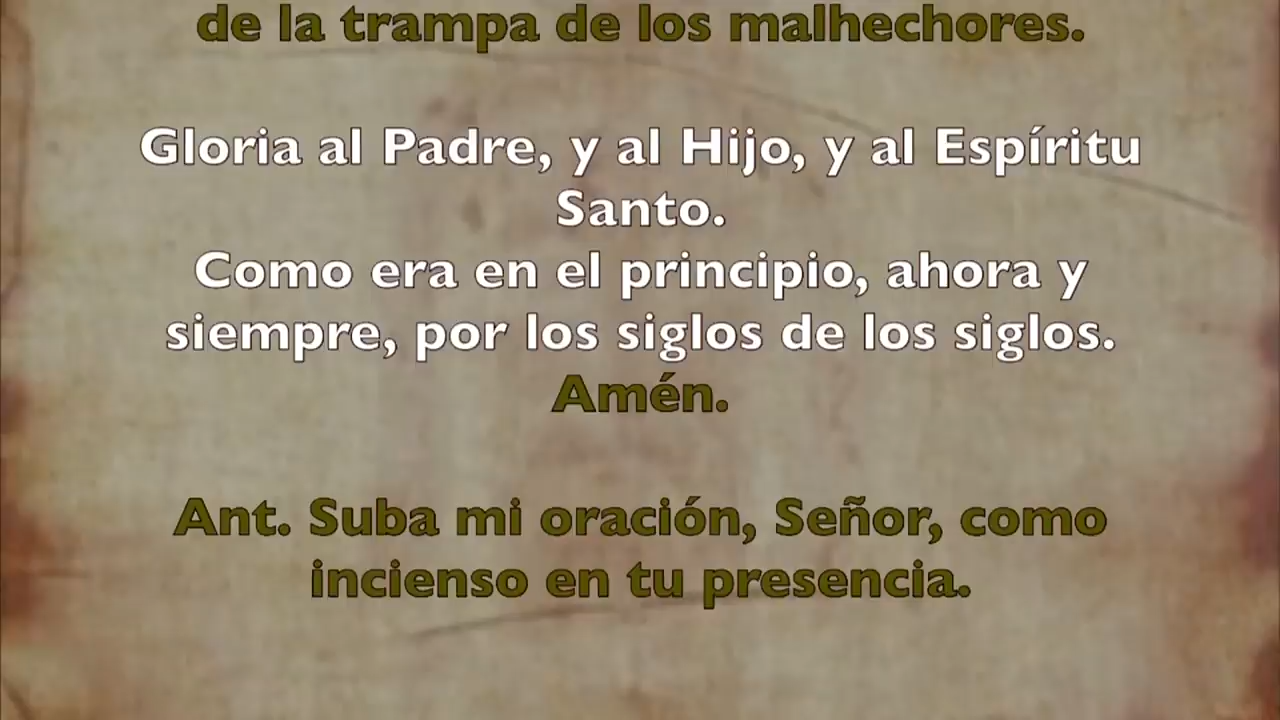 de la trampa de los malhechores.
Gloria al Padre, y al Hijo, y al Espíritu
Santo.
Como era en el principio, ahora y
siempre, por los siglos de los siglos.
Amén.
Ant. Suba mi oración, Señor, como
incienso en tu presencia.